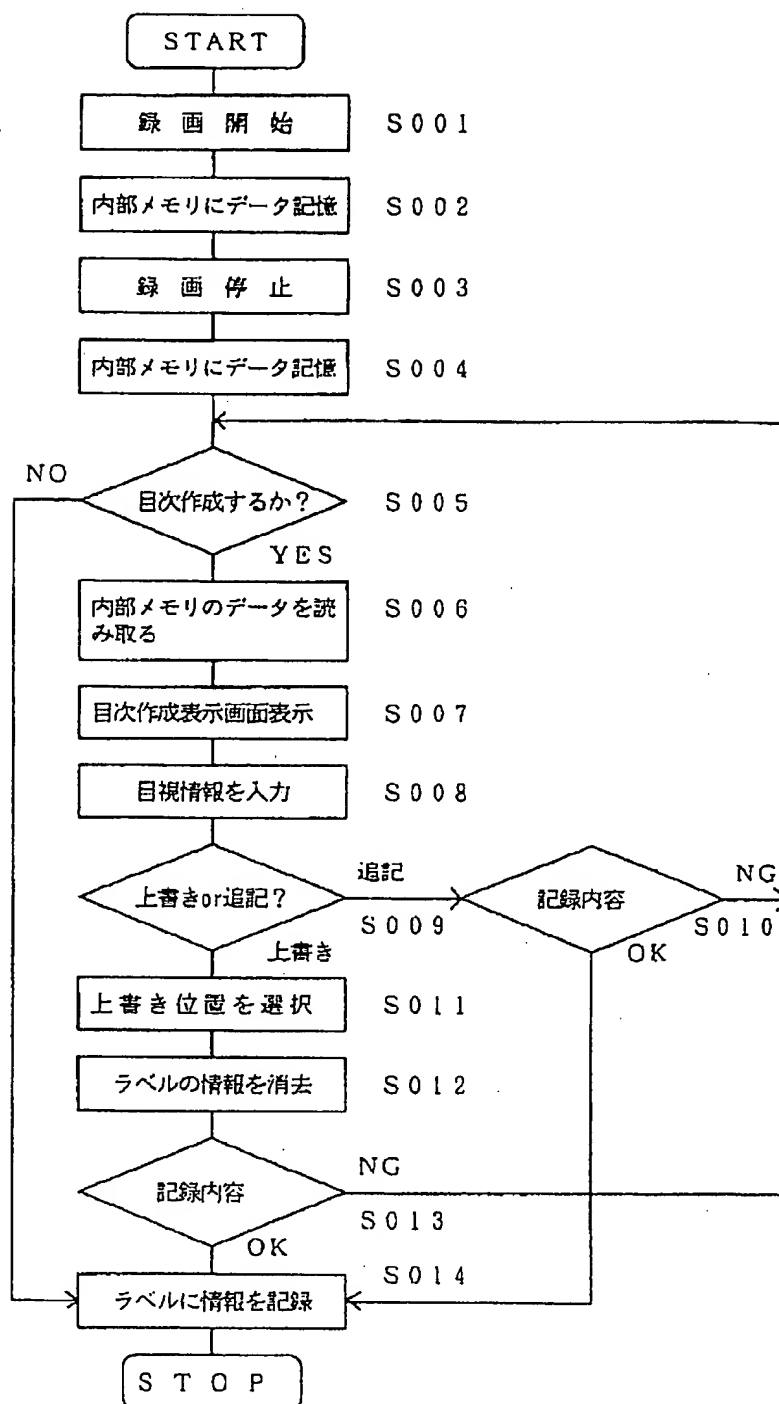 START
録画開始 S001
内部メモリにデータ記憶 S002
録画停止 S003
内部メモリにデータ記憶 S004
NO
目次作成するか? S005
YES
内部メモリのデータを読
み取る
S006
目次作成表示画面表示 S007
目視情報を入力 S008
上書きor追記?
追記
S009
上書き
記録内容
NG
S010
OK
上書き位置を選択 S011
ラベルの情報を消去 S012
記録内容
NG
S013
OK
S014
ラベルに情報を記録
STOP